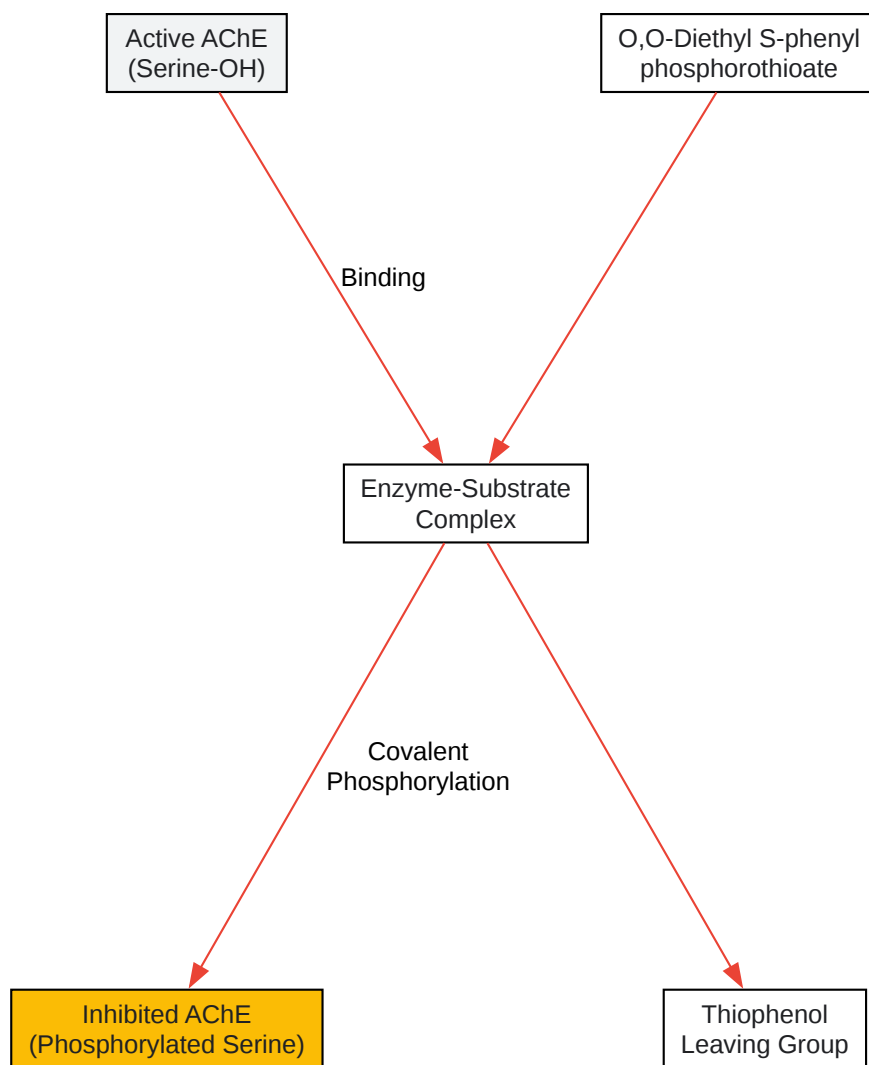 Active AChE
(Serine-OH)
O,O-Diethyl S-phenyl
phosphorothioate
Binding
Enzyme-Substrate
Complex
Covalent
Phosphorylation
Inhibited AChE
(Phosphorylated Serine)
Thiophenol
Leaving Group